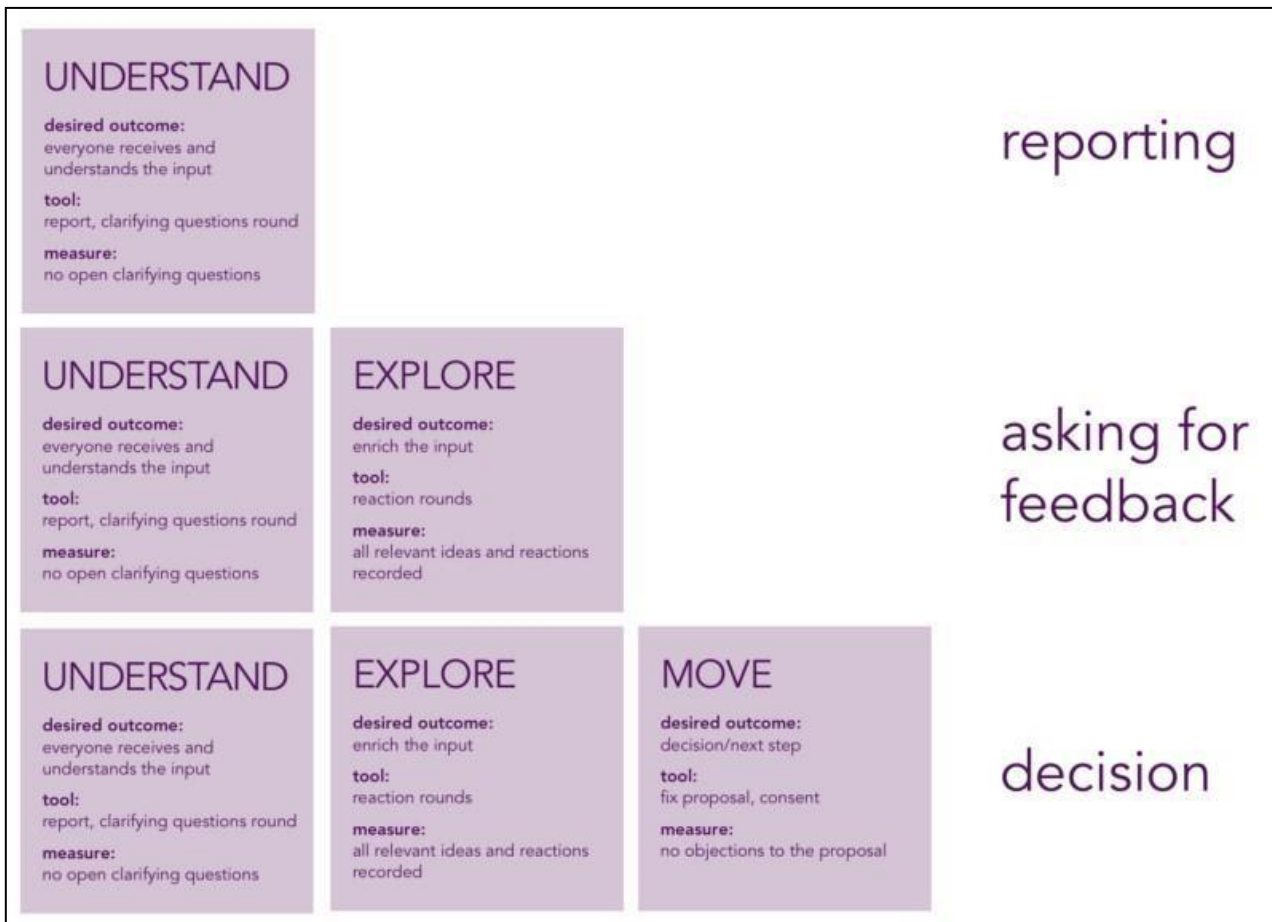 UNDERSTAND
desired outcome:
everyone receives and
understands the input
tool:
report, clarifying questions round
measure:
no open clarifying questions
reporting
UNDERSTAND
desired outcome:
everyone receives and
understands the input
tool:
report, clarifying questions round
measure:
no open clarifying questions
EXPLORE
desired outcome:
enrich the input
tool:
reaction rounds
measure:
all relevant ideas and reactions
recorded
asking for
feedback
UNDERSTAND
desired outcome:
everyone receives and
understands the input
tool:
report, clarifying questions round
measure:
no open clarifying questions
EXPLORE
desired outcome:
enrich the input
tool:
reaction rounds
measure:
all relevant ideas and reactions
recorded
MOVE
desired outcome:
decision/next step
tool:
fix proposal, consent
measure:
no objections to the proposal
decision